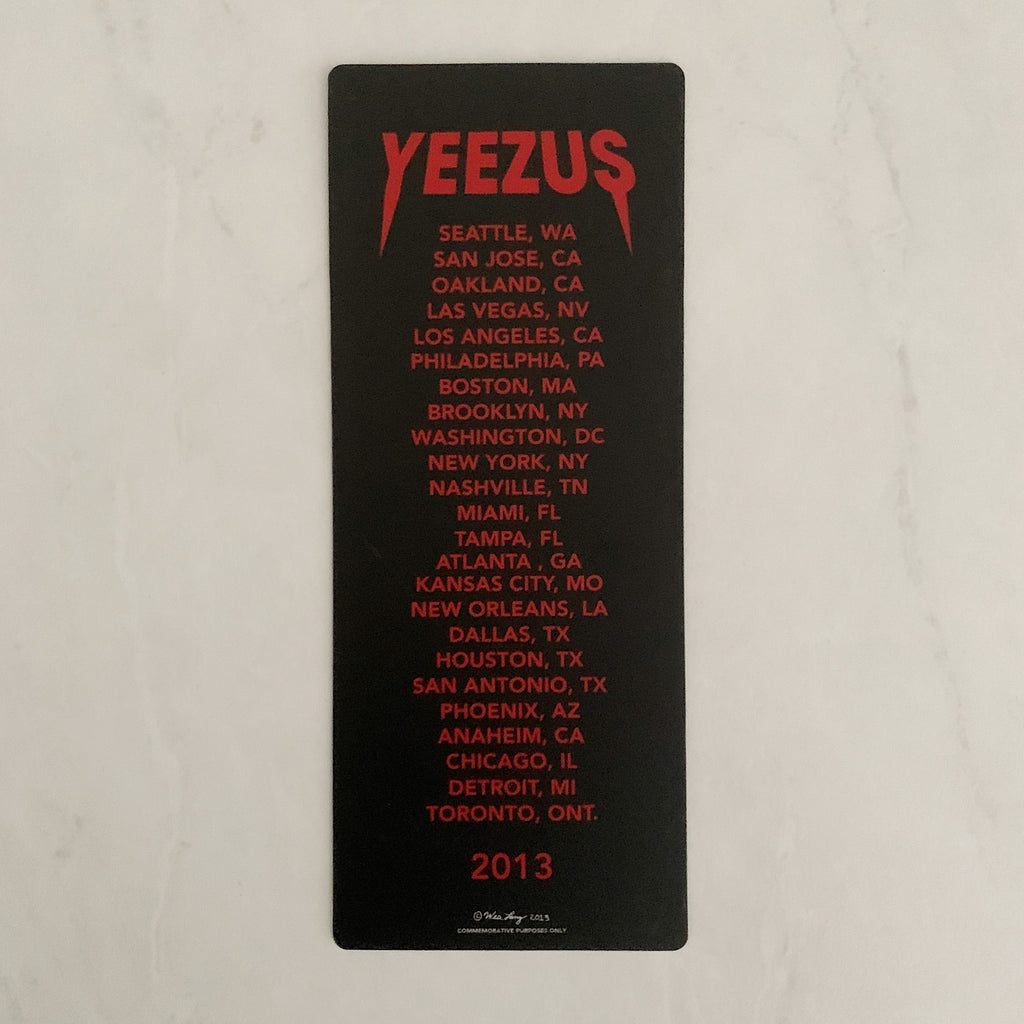 YEEZUS
SEATTLE, WA
SAN JOSE, CA
OAKLAND, CA
LAS VEGAS, NV
LOS ANGELES, CA
PHILADELPHIA, PA
BOSTON, MA
BROOKLYN, NY
WASHINGTON, DC
NEW YORK, NY
NASHVILLE, TN
MIAMI, FL
TAMPA, FL
ATLANTA , GA
KANSAS CITY, MO
NEW ORLEANS, LA
DALLAS, TX
HOUSTON, TX
SAN ANTONIO, TX
PHOENIX, AZ
ANAHEIM, CA
CHICAGO, IL
DETROIT, MI
TORONTO, ONT.
2013
© Wes Lang 2013
COMMEMORATIVE PURPOSES ONLY